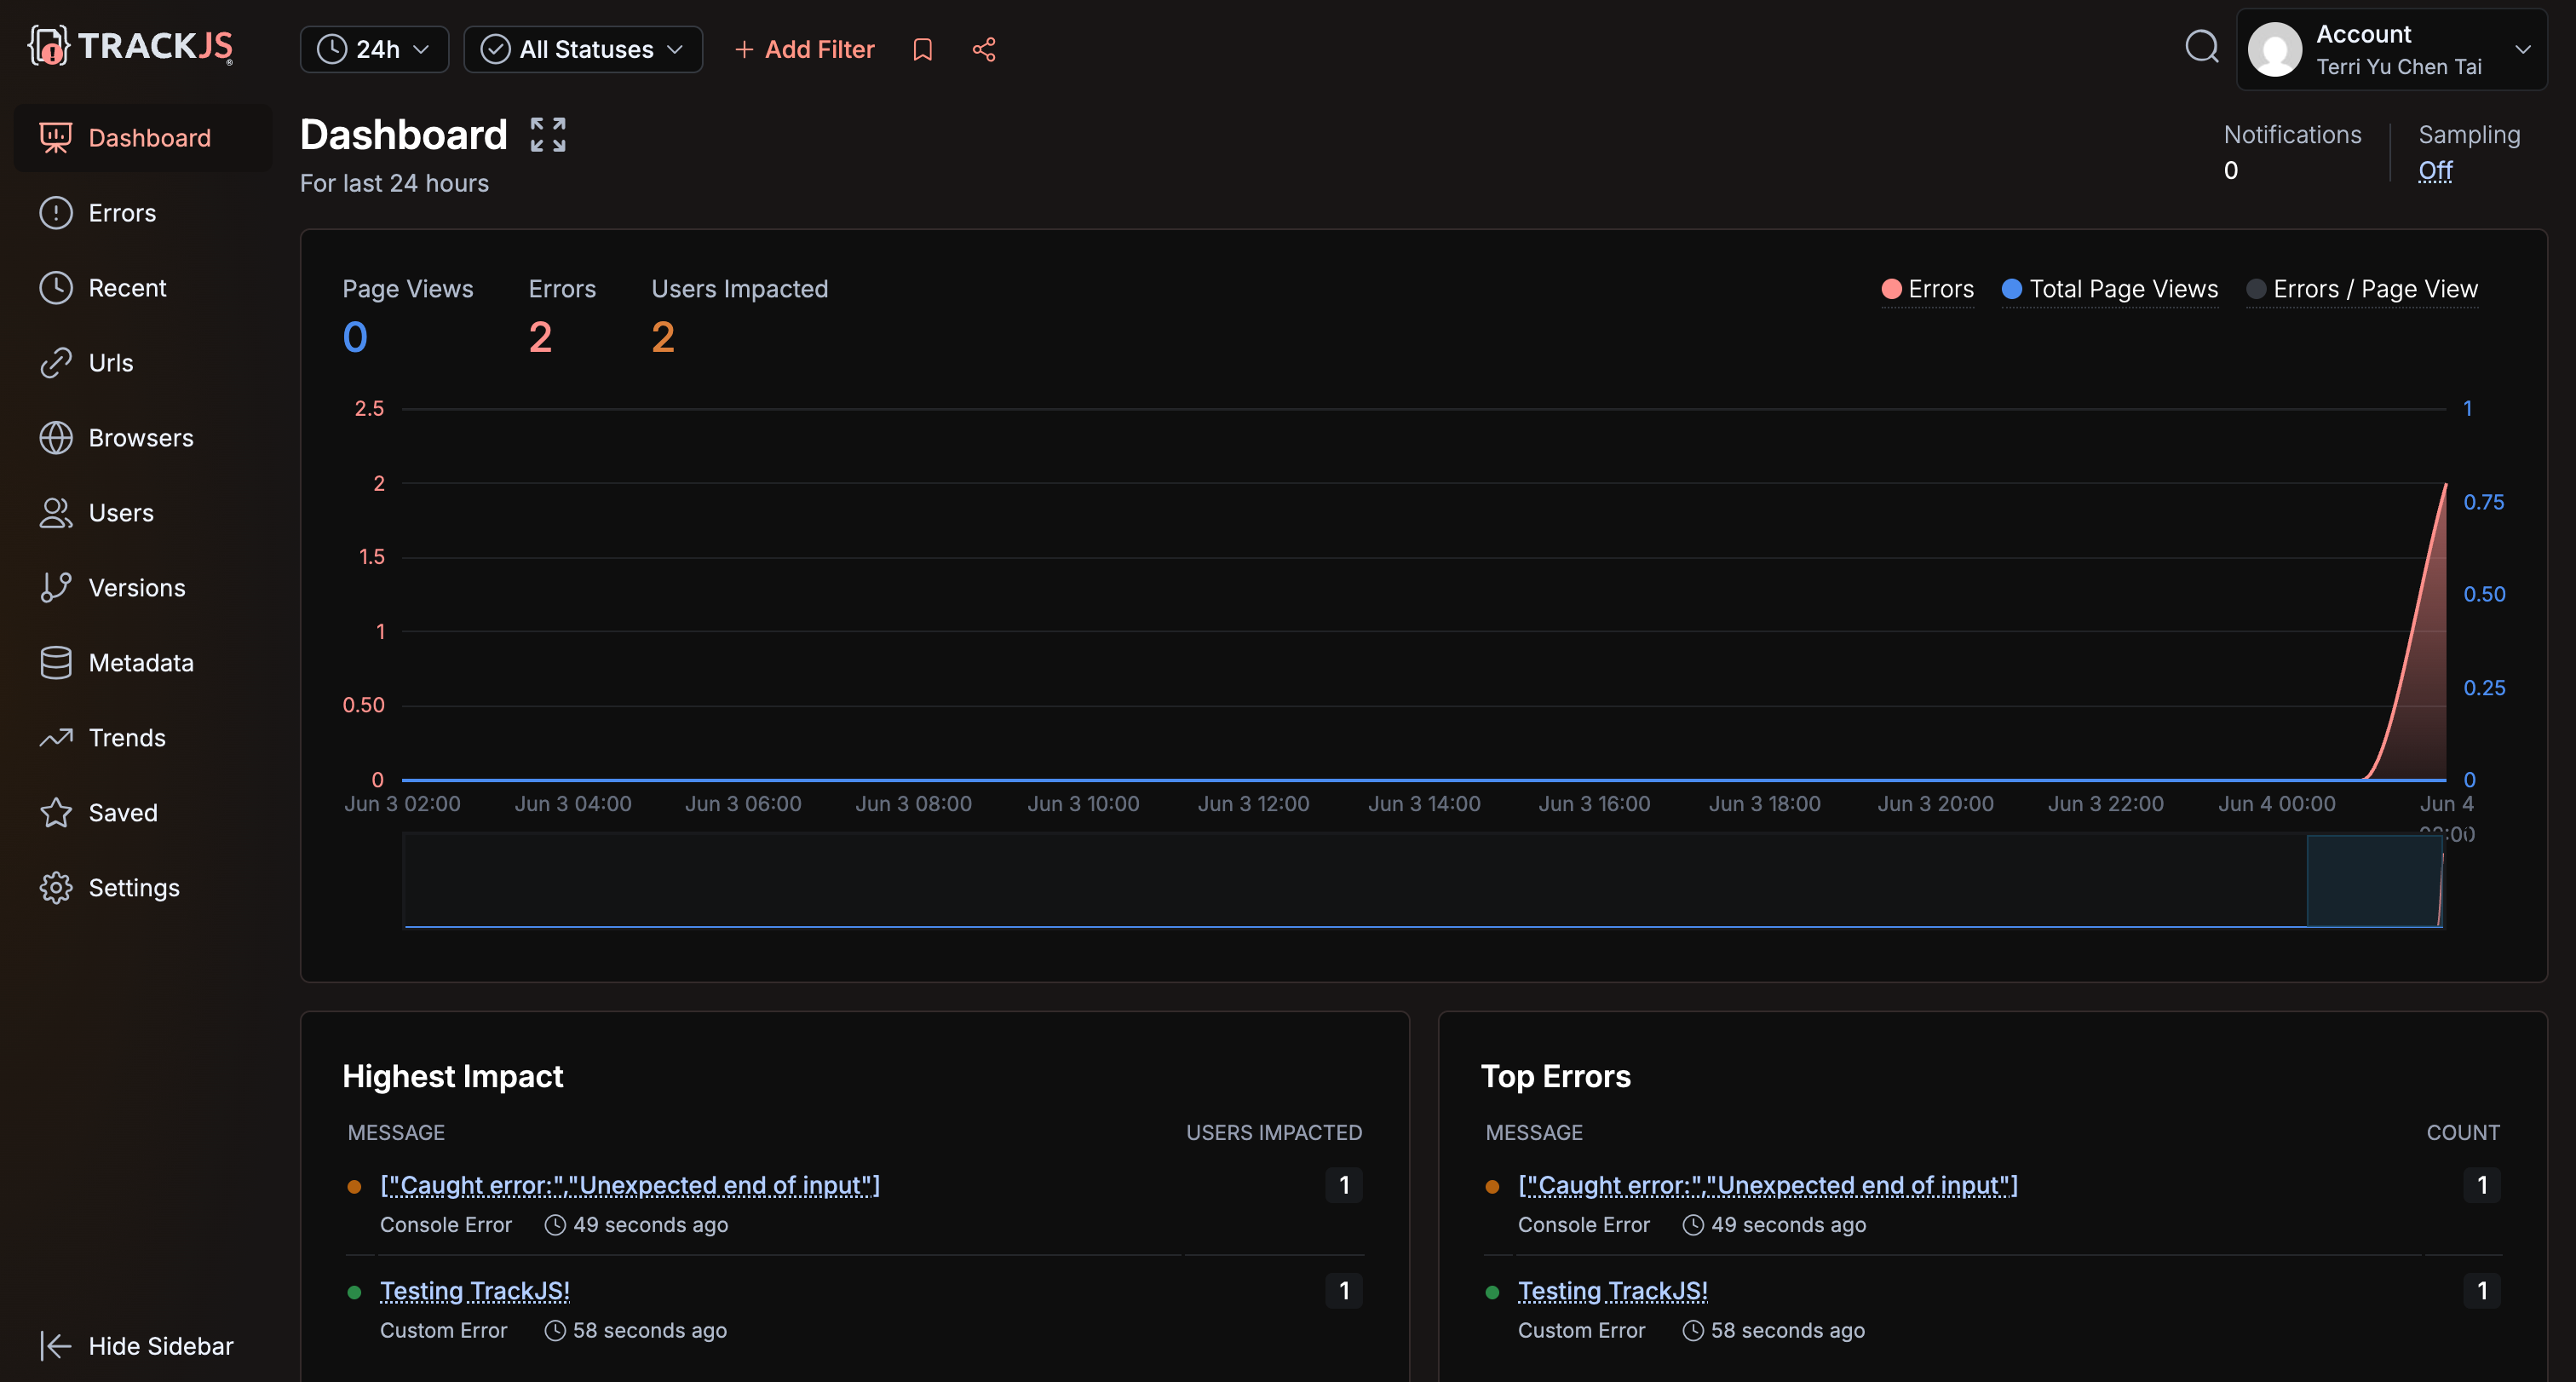 TRACKJS
24h
All Statuses
+ Add Filter
Account
Terri Yu Chen Tai
Dashboard
Errors
Recent
Urls
Browsers
Users
Versions
Metadata
Trends
Saved
Settings
Hide Sidebar
Dashboard
For last 24 hours
Notifications
0
Sampling
Off
Page Views
0
Errors
2
Users Impacted
2
Errors
Total Page Views
Errors / Page View
2.5
2
1.5
1
0.50
0
1
0.75
0.50
0.25
0
Jun 3 02:00
Jun 3 04:00
Jun 3 06:00
Jun 3 08:00
Jun 3 10:00
Jun 3 12:00
Jun 3 14:00
Jun 3 16:00
Jun 3 18:00
Jun 3 20:00
Jun 3 22:00
Jun 4 00:00
Jun 4
Highest Impact
MESSAGE USERS IMPACTED
["Caught error:","Unexpected end of input"] 1
Console Error 49 seconds ago
Testing TrackJS! 1
Custom Error 58 seconds ago
Top Errors
MESSAGE COUNT
["Caught error:","Unexpected end of input"] 1
Console Error 49 seconds ago
Testing TrackJS! 1
Custom Error 58 seconds ago